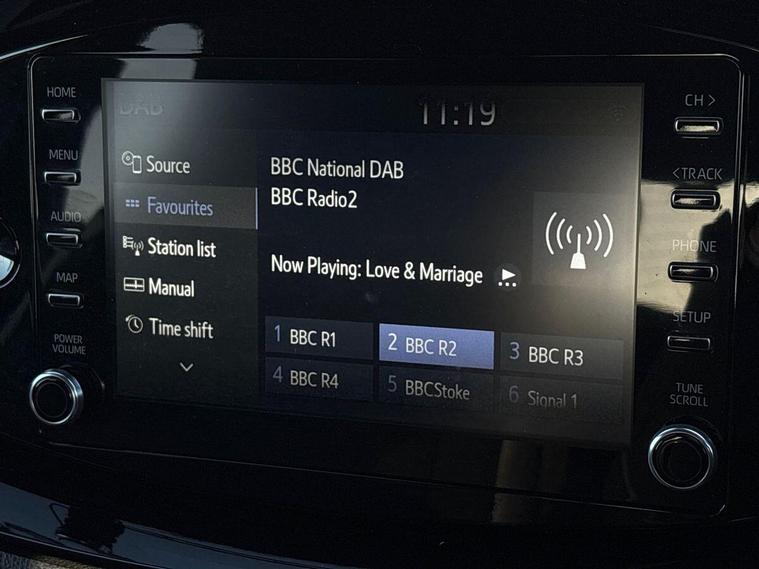 DAB
11:19
HOME
MENU
AUDIO
MAP
POWER
VOLUME
Source
Favourites
Station list
Manual
Time shift
BBC National DAB
BBC Radio2
Now Playing: Love & Marriage
1 BBC R1
2 BBC R2
3 BBC R3
4 BBC R4
5 BBCStoke
6 Signal 1
CH >
< TRACK
PHONE
SETUP
TUNE
SCROLL